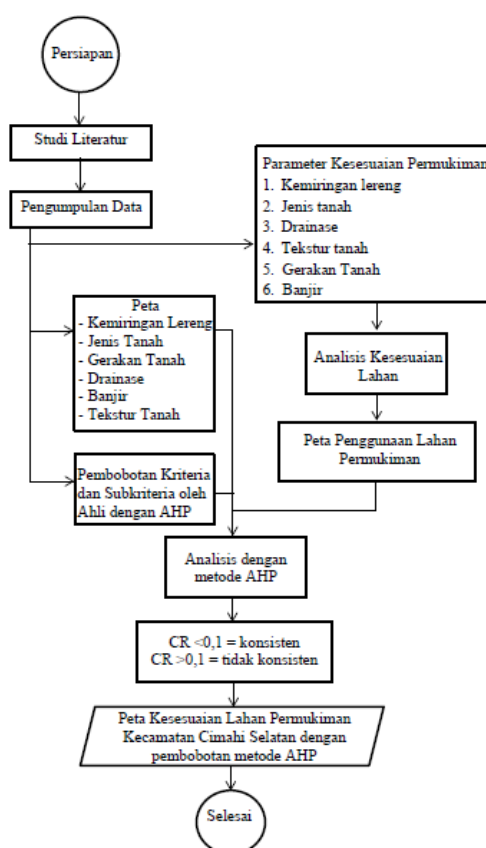 Persiapan
Studi Literatur
Pengumpulan Data
Parameter Kesesuaian Permukiman
1. Kemiringan lereng
2. Jenis tanah
3. Drainase
4. Tekstur tanah
5. Gerakan Tanah
6. Banjir
Peta
- Kemiringan Lereng
- Jenis Tanah
- Gerakan Tanah
- Drainase
- Banjir
- Tekstur Tanah
Analisis Kesesuaian
Lahan
Peta Penggunaan Lahan
Permukiman
Pembobotan Kriteria
dan Subkriteria oleh
Ahli dengan AHP
Analisis dengan
metode AHP
CR <0,1 = konsisten
CR >0,1 = tidak konsisten
Peta Kesesuaian Lahan Permukiman
Kecamatan Cimahi Selatan dengan
pembobotan metode AHP
Selesai